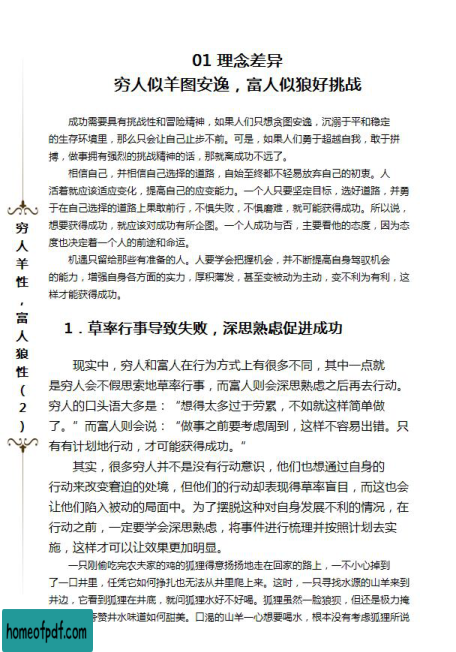 01 理念差异
穷人似羊图安逸，富人似狼好挑战
成功需要具有挑战性和冒险精神，如果人们只想贪图安逸，沉溺于平和稳定
的生存环境里，那么只会让自己止步不前。可是，如果人们勇于超越自我，敢于拼
搏，做事拥有强烈的挑战精神的话，那就离成功不远了。
相信自己，并相信自己选择的道路，自始至终都不轻易放弃自己的初衷。人
活着就应该适应变化，提高自己的应变能力。一个人只要坚定目标，选好道路，并勇
于在自己选择的道路上果敢前行，不惧失败，不惧磨难，就可能获得成功。所以说，
想要获得成功，就应该对成功有所企图。一个人成功与否，主要看他的态度，因为态
度也决定着一个人的前途和命运。
机遇只留给那些有准备的人。人要学会把握机会，并不断提高自身驾驭机会
的能力，增强自身各方面的实力，厚积薄发，甚至变被动为主动，变不利为有利，这
样才能获得成功。
穷人羊性，富人狼性(2)
1．草率行事导致失败，深思熟虑促进成功
现实中，穷人和富人在行为方式上有很多不同，其中一点就
是穷人会不假思索地草率行事，而富人则会深思熟虑之后再去行动。
穷人的口头语大多是：“想得太多过于劳累，不如就这样简单做
了。”而富人则会说：“做事之前要考虑周到，这样不容易出错。只
有有计划地行动，才可能获得成功。”
其实，很多穷人并不是没有行动意识，他们也想通过自身的
行动来改变窘迫的处境，但他们的行动却表现得草率盲目，而这也会
让他们陷入被动的局面中。为了摆脱这种对自身发展不利的情况，在
行动之前，一定要学会深思熟虑，将事件进行梳理并按照计划去实
施，这样才可以让效果更加明显。
一只刚偷吃完农夫家的鸡的狐狸得意扬扬地走在回家的路上，一不小心掉到
了一口井里，任凭它如何挣扎也无法从井里爬上来。这时，一只寻找水源的山羊来到
井边，它看到狐狸在井底，就问狐狸水好不好喝。狐狸虽然一脸狼狈，但还是极力掩
夸赞井水味道如何甜美。口渴的山羊一心想要喝水，根本没有考虑狐狸所说
homeofpdf.com